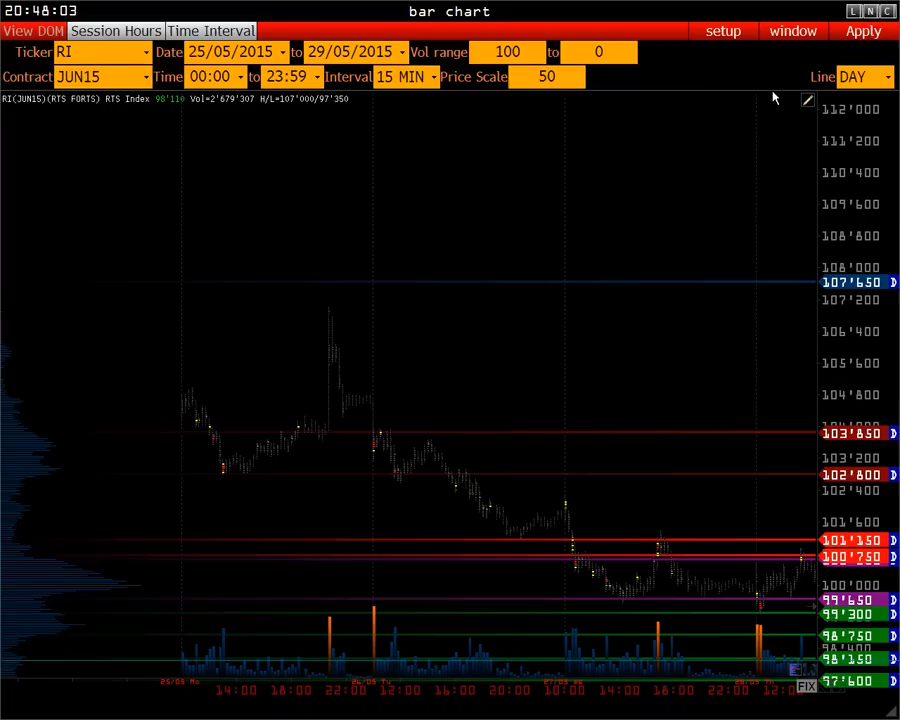 20:48:03 bar chart L N C
View DOM Session Hours Time Interval setup window Apply
Ticker RI Date 25/05/2015 to 29/05/2015 Vol range 100 to 0
Contract JUN15 Time 00:00 to 23:59 Interval 15 MIN Price Scale 50 Line DAY
RI(JUN15)(RTS FORTS) RTS Index 98'110 Vol=2'679'307 H/L=107'000/97'350
112'000
111'200
110'400
109'600
108'800
108'000
107'650 D
107'200
106'400
105'600
104'800
103'850 D
103'200
102'800 D
102'400
101'600
101'150 D
100'750 D
100'000
99'650 D
99'300 D
98'750 D
98'400
98'150 D
97'600 D
25/05 Mo 26/05 Tu 27/05 We 28/05 Th
14:00 18:00 22:00 12:00 16:00 20:00 10:00 14:00 18:00 22:00 12:0
FIX